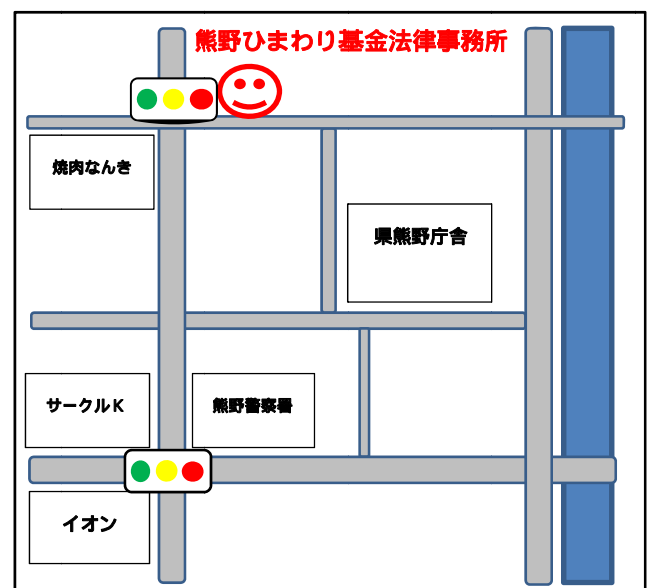 熊野ひまわり基金法律事務所
焼肉なんき
県熊野庁舎
サークルK
熊野警察署
イオン